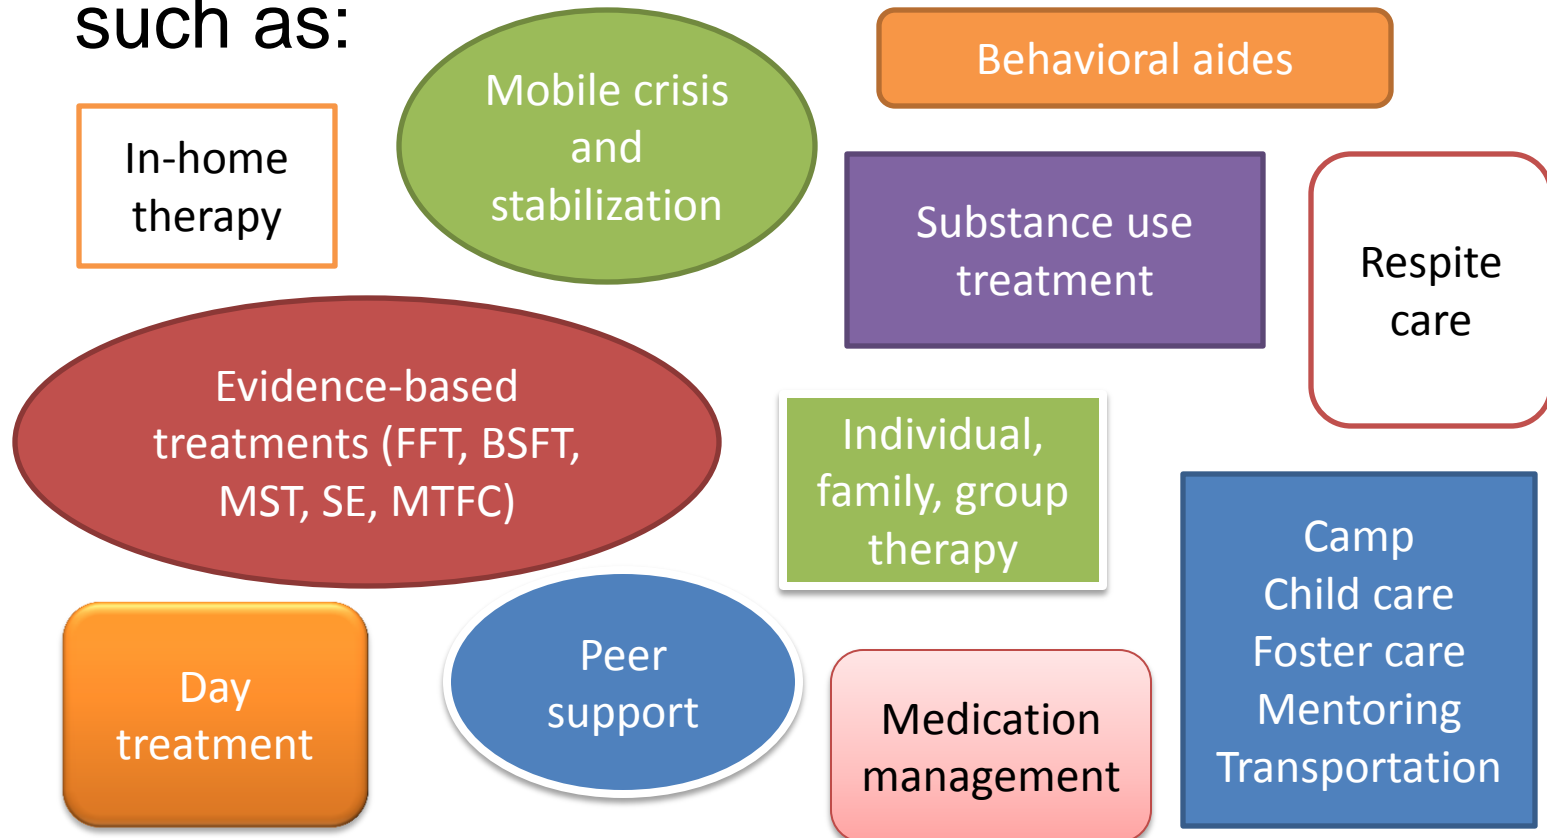 such as:
Mobile crisis
and
stabilization
Behavioral aides
In-home
therapy
Substance use
treatment
Respite
care
Evidence-based
treatments (FFT, BSFT,
MST, SE, MTFC)
Individual,
family, group
therapy
Camp
Child care
Foster care
Mentoring
Transportation
Day
treatment
Peer
support
Medication
management